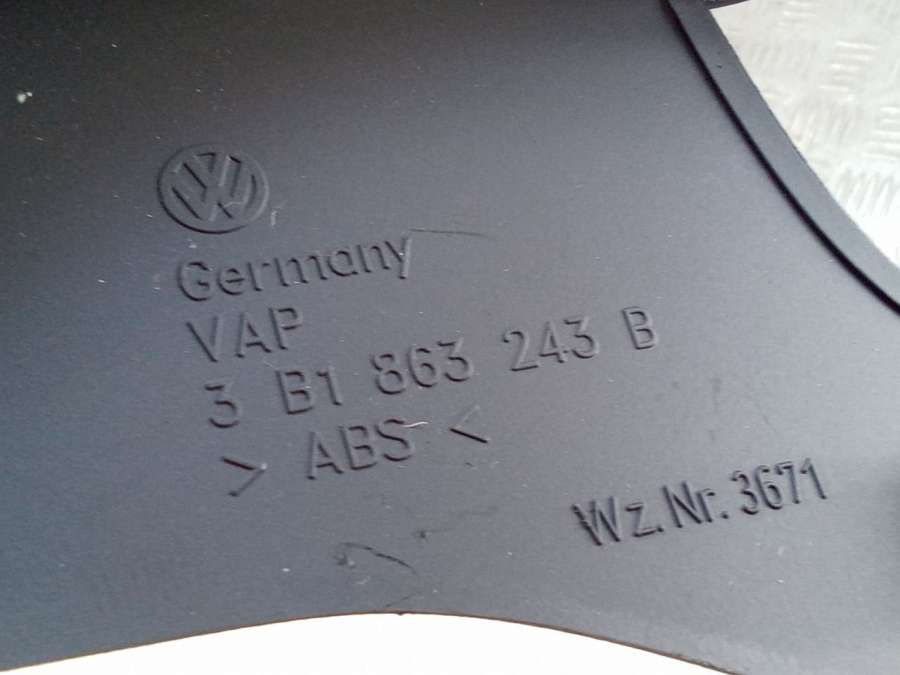 Germany
VAP
3 B1 863 243 B
> ABS <
Wz.Nr.3671